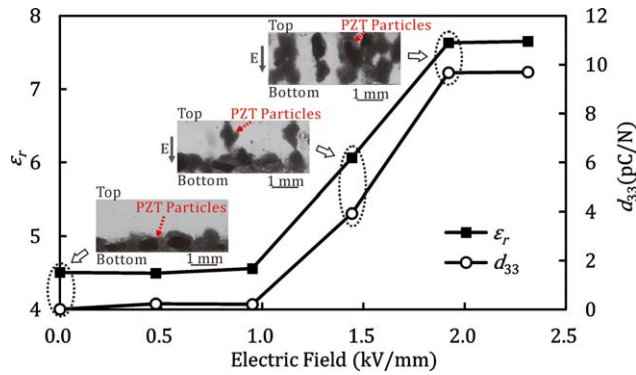 8
7
6
5
4
εr
12
10
8
6
4
2
0
d33(pC/N)
0.0 0.5 1.0 1.5 2.0 2.5
Electric Field (kV/mm)
Top
PZT Particles
E
Bottom
1 mm
Top
PZT Particles
E
Bottom
1 mm
Top
PZT Particles
Bottom
1 mm
εr
d33